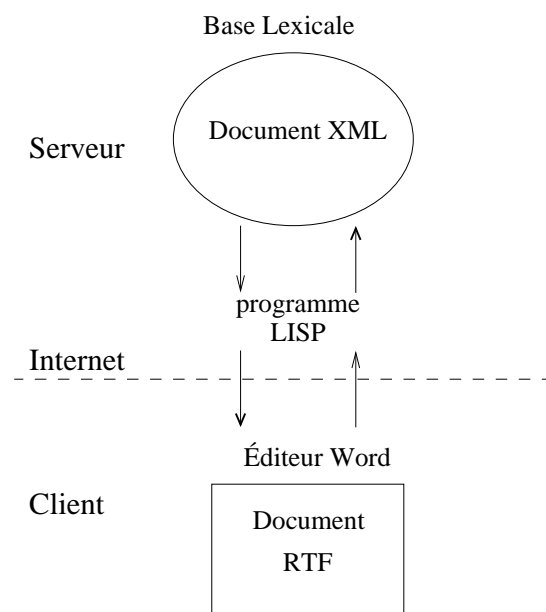 Base Lexicale
Document XML
Serveur
programme
LISP
Internet
Éditeur Word
Client
Document
RTF